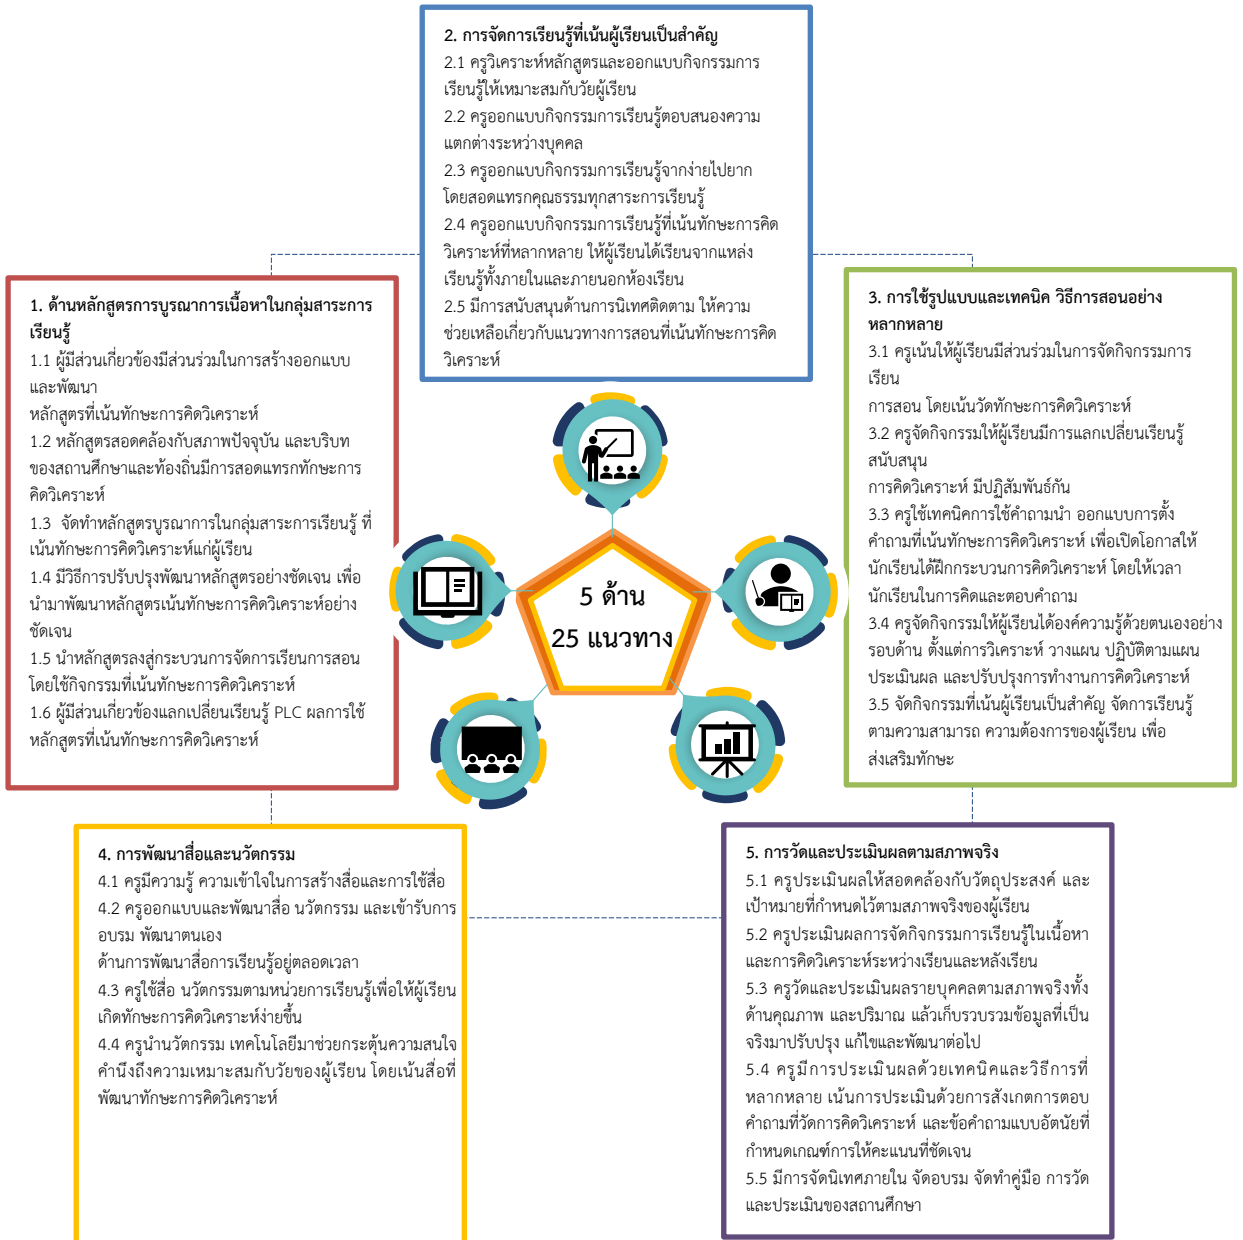 2. การจัดการเรียนรู้ที่เน้นผู้เรียนเป็นสำคัญ
2.1 ครูวิเคราะห์หลักสูตรและออกแบบกิจกรรมการ
เรียนรู้ให้เหมาะสมกับวัยผู้เรียน
2.2 ครูออกแบบกิจกรรมการเรียนรู้ตอบสนองความ
แตกต่างระหว่างบุคคล
2.3 ครูออกแบบกิจกรรมการเรียนรู้จากง่ายไปยาก
โดยสอดแทรกคุณธรรมทุกสาระการเรียนรู้
2.4 ครูออกแบบกิจกรรมการเรียนรู้ที่เน้นทักษะการคิด
วิเคราะห์ที่หลากหลาย ให้ผู้เรียนได้เรียนจากแหล่ง
เรียนรู้ทั้งภายในและภายนอกห้องเรียน
2.5 มีการสนับสนุนด้านการนิเทศติดตาม ให้ความ
ช่วยเหลือเกี่ยวกับแนวทางการสอนที่เน้นทักษะการคิด
วิเคราะห์
1. ด้านหลักสูตรการบูรณาการเนื้อหาในกลุ่มสาระการ
เรียนรู้
1.1 ผู้มีส่วนเกี่ยวข้องมีส่วนร่วมในการสร้างออกแบบ
และพัฒนา
หลักสูตรที่เน้นทักษะการคิดวิเคราะห์
1.2 หลักสูตรสอดคล้องกับสภาพปัจจุบัน และบริบท
ของสถานศึกษาและท้องถิ่นมีการสอดแทรกทักษะการ
คิดวิเคราะห์
1.3 จัดทำหลักสูตรบูรณาการในกลุ่มสาระการเรียนรู้ ที่
เน้นทักษะการคิดวิเคราะห์แก่ผู้เรียน
1.4 มีวิธีการปรับปรุงพัฒนาหลักสูตรอย่างชัดเจน เพื่อ
นำมาพัฒนาหลักสูตรเน้นทักษะการคิดวิเคราะห์อย่าง
ชัดเจน
1.5 นำหลักสูตรลงสู่กระบวนการจัดการเรียนการสอน
โดยใช้กิจกรรมที่เน้นทักษะการคิดวิเคราะห์
1.6 ผู้มีส่วนเกี่ยวข้องแลกเปลี่ยนเรียนรู้ PLC ผลการใช้
หลักสูตรที่เน้นทักษะการคิดวิเคราะห์
5 ด้าน
25 แนวทาง
3. การใช้รูปแบบและเทคนิค วิธีการสอนอย่าง
หลากหลาย
3.1 ครูเน้นให้ผู้เรียนมีส่วนร่วมในการจัดกิจกรรมการ
เรียน
การสอน โดยเน้นวัดทักษะการคิดวิเคราะห์
3.2 ครูจัดกิจกรรมให้ผู้เรียนมีการแลกเปลี่ยนเรียนรู้
สนับสนุน
การคิดวิเคราะห์ มีปฏิสัมพันธ์กัน
3.3 ครูใช้เทคนิคการใช้คำถามนำ ออกแบบการตั้ง
คำถามที่เน้นทักษะการคิดวิเคราะห์ เพื่อเปิดโอกาสให้
นักเรียนได้ฝึกกระบวนการคิดวิเคราะห์ โดยให้เวลา
นักเรียนในการคิดและตอบคำถาม
3.4 ครูจัดกิจกรรมให้ผู้เรียนได้องค์ความรู้ด้วยตนเองอย่าง
รอบด้าน ตั้งแต่การวิเคราะห์ วางแผน ปฏิบัติตามแผน
ประเมินผล และปรับปรุงการทำงานการคิดวิเคราะห์
3.5 จัดกิจกรรมที่เน้นผู้เรียนเป็นสำคัญ จัดการเรียนรู้
ตามความสามารถ ความต้องการของผู้เรียน เพื่อ
ส่งเสริมทักษะ
4. การพัฒนาสื่อและนวัตกรรม
4.1 ครูมีความรู้ ความเข้าใจในการสร้างสื่อและการใช้สื่อ
4.2 ครูออกแบบและพัฒนาสื่อ นวัตกรรม และเข้ารับการ
อบรม พัฒนาตนเอง
ด้านการพัฒนาสื่อการเรียนรู้อยู่ตลอดเวลา
4.3 ครูใช้สื่อ นวัตกรรมตามหน่วยการเรียนรู้เพื่อให้ผู้เรียน
เกิดทักษะการคิดวิเคราะห์ง่ายขึ้น
4.4 ครูนำนวัตกรรม เทคโนโลยีมาช่วยกระตุ้นความสนใจ
คำนึงถึงความเหมาะสมกับวัยของผู้เรียน โดยเน้นสื่อที่
พัฒนาทักษะการคิดวิเคราะห์
5. การวัดและประเมินผลตามสภาพจริง
5.1 ครูประเมินผลให้สอดคล้องกับวัตถุประสงค์ และ
เป้าหมายที่กำหนดไว้ตามสภาพจริงของผู้เรียน
5.2 ครูประเมินผลการจัดกิจกรรมการเรียนรู้ในเนื้อหา
และการคิดวิเคราะห์ระหว่างเรียนและหลังเรียน
5.3 ครูวัดและประเมินผลรายบุคคลตามสภาพจริงทั้ง
ด้านคุณภาพ และปริมาณ แล้วเก็บรวบรวมข้อมูลที่เป็น
จริงมาปรับปรุง แก้ไขและพัฒนาต่อไป
5.4 ครูมีการประเมินผลด้วยเทคนิคและวิธีการที่
หลากหลาย เน้นการประเมินด้วยการสังเกตการตอบ
คำถามที่วัดการคิดวิเคราะห์ และข้อคำถามแบบอัตนัยที่
กำหนดเกณฑ์การให้คะแนนที่ชัดเจน
5.5 มีการจัดนิเทศภายใน จัดอบรม จัดทำคู่มือ การวัด
และประเมินของสถานศึกษา